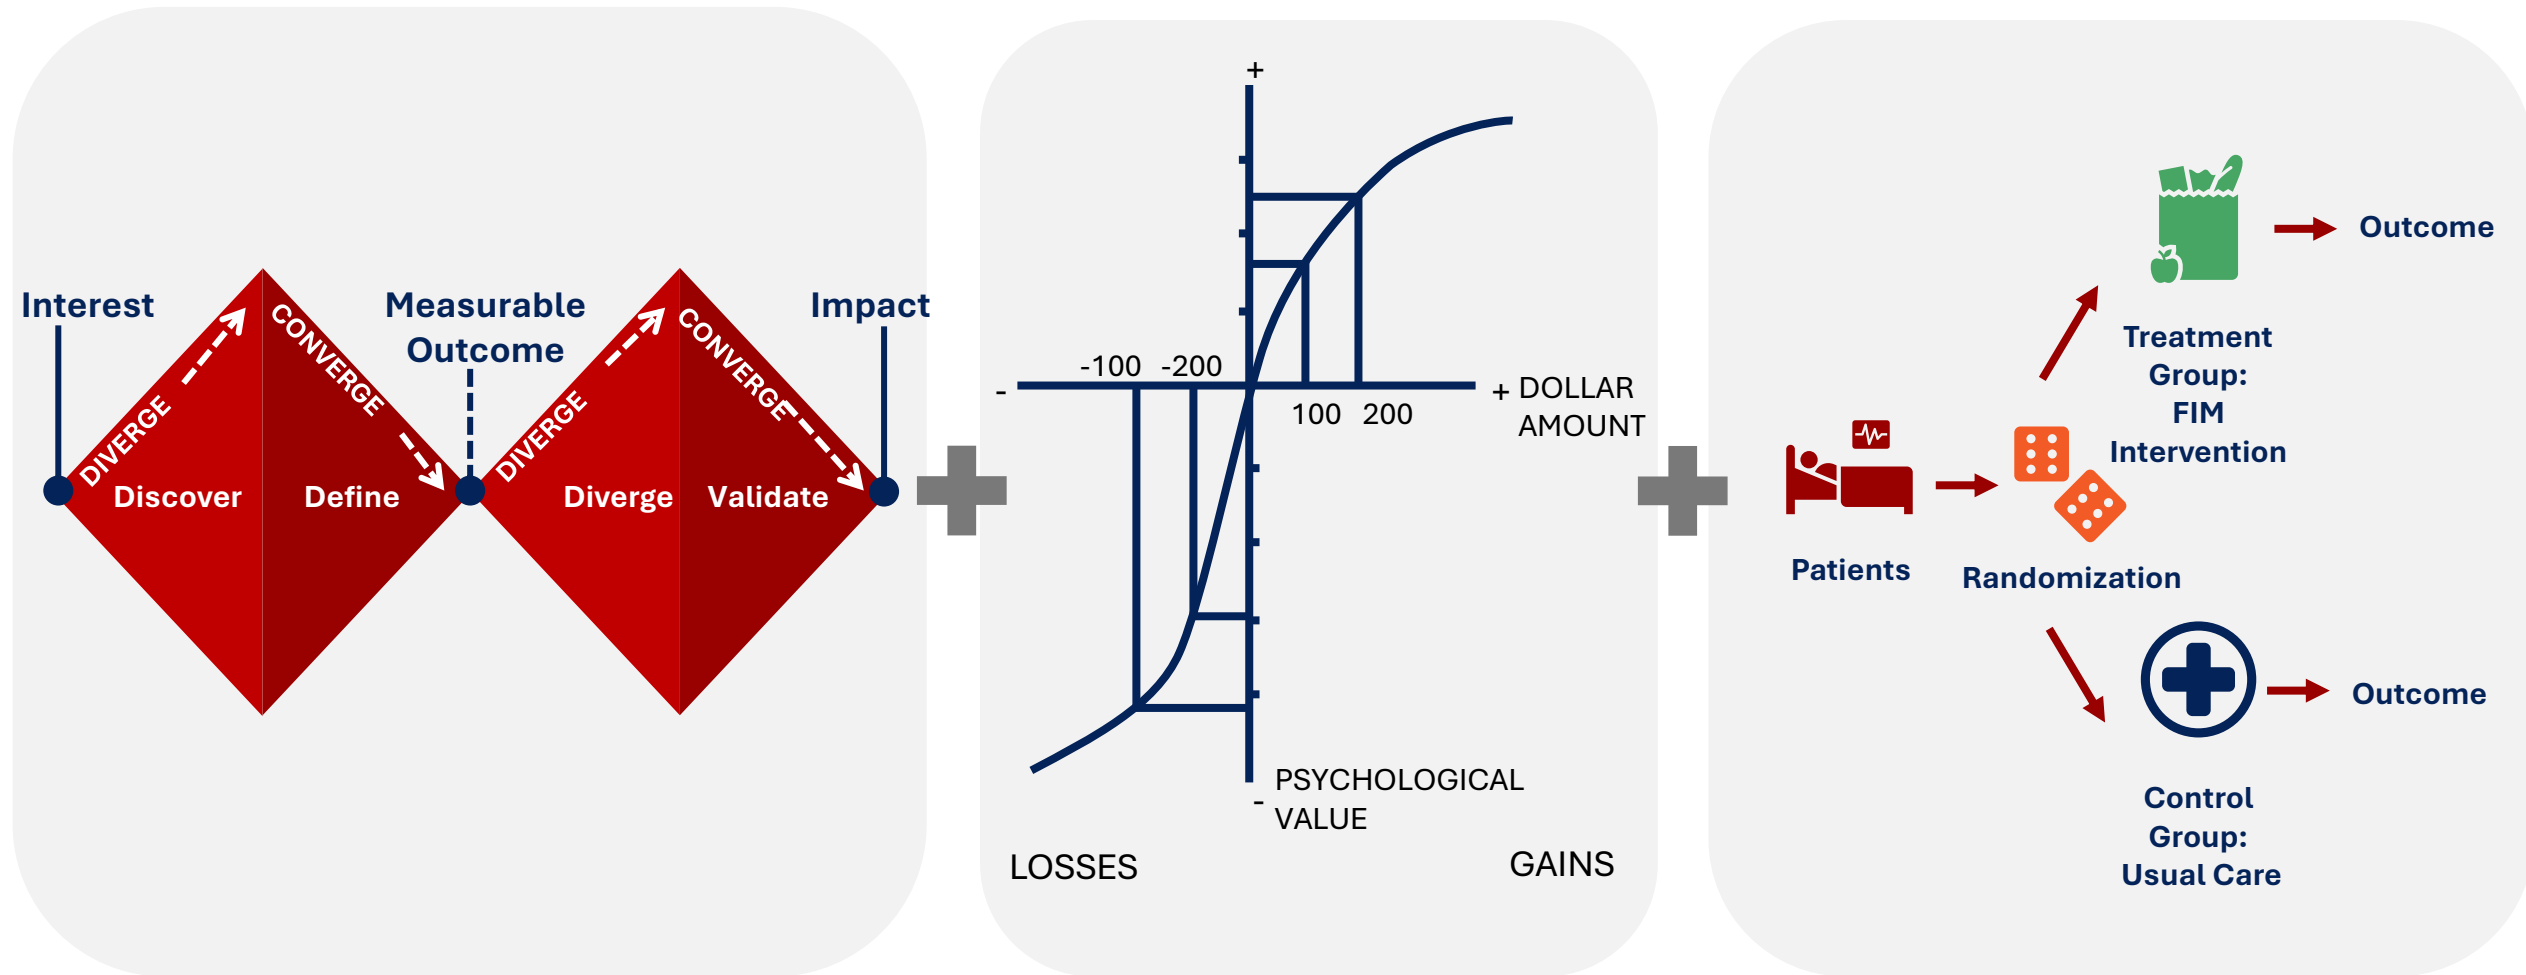 Interest
DIVERGE
CONVERGE
Discover
Define
Measurable
Outcome
DIVERGE
CONVERGE
Diverge
Validate
Impact
+
-100
-200
-
+ DOLLAR
AMOUNT
100
200
- PSYCHOLOGICAL
VALUE
LOSSES
GAINS
Patients
Randomization
Treatment
Group:
FIM
Intervention
Outcome
Control
Group:
Usual Care
Outcome